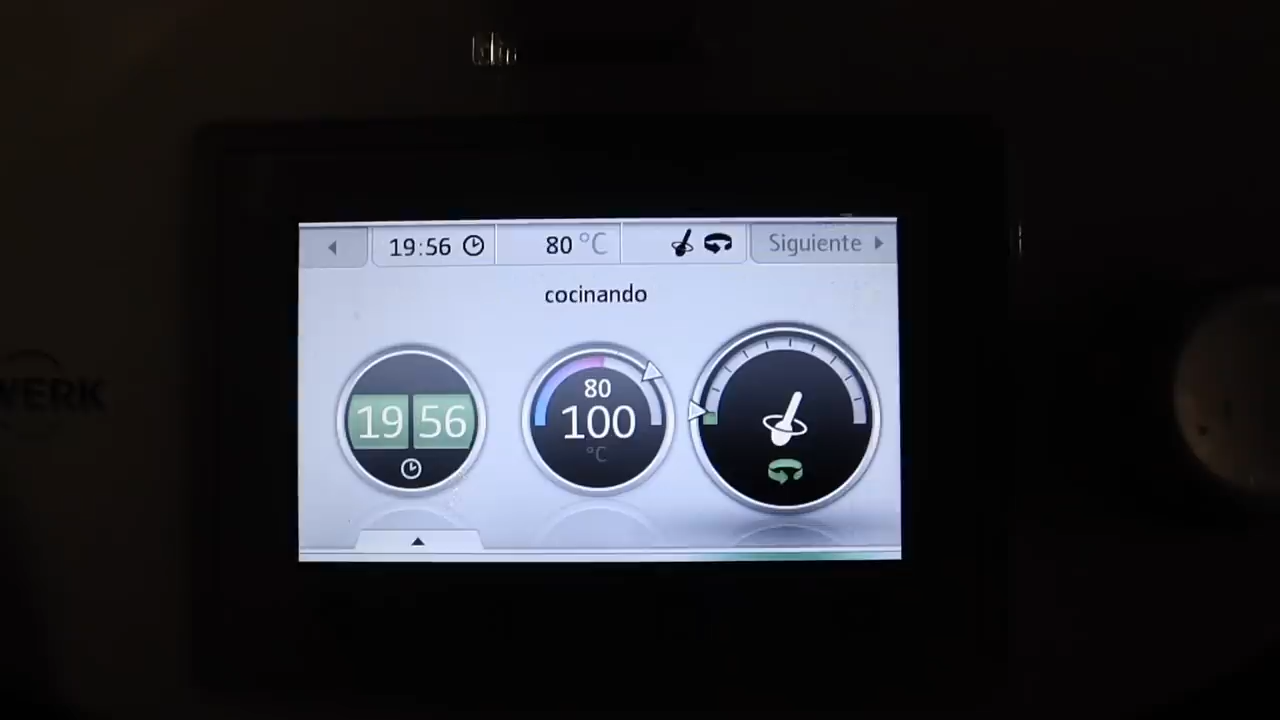 19:56 80 °C Siguiente
cocinando
80
19 56 100
°C
WERK